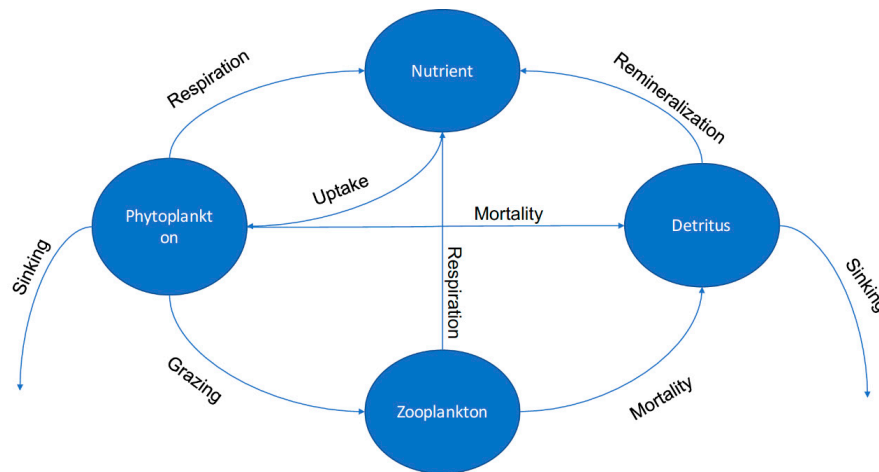 Nutrient
Respiration
Remineralization
Uptake
Phytoplankt
on
Mortality
Detritus
Sinking
Sinking
Respiration
Grazing
Zooplankton
Mortality